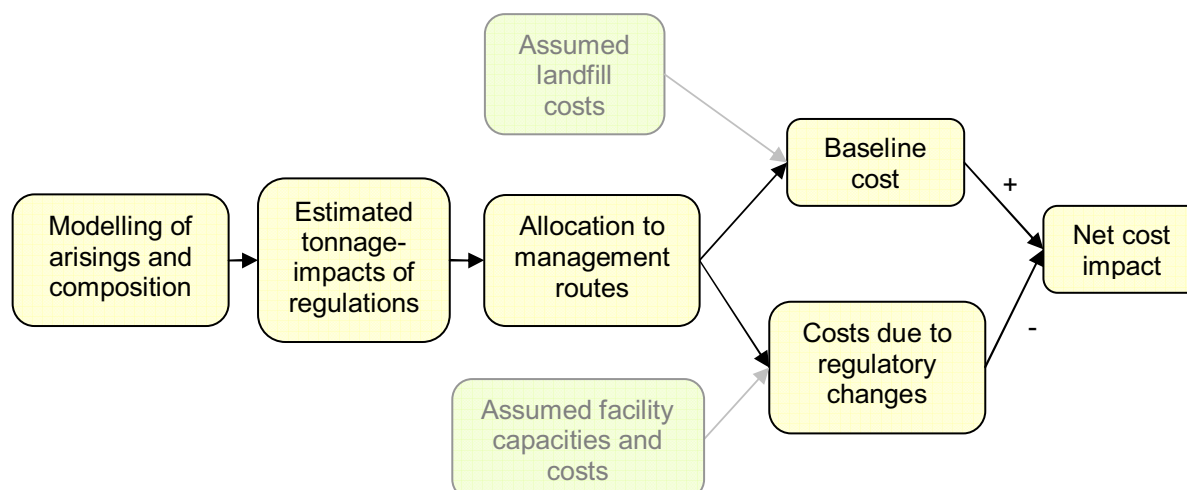 Assumed
landfill
costs
Baseline
cost
+
Modelling of
arisings and
composition
Estimated
tonnage-
impacts of
regulations
Allocation to
management
routes
Net cost
impact
-
Costs due to
regulatory
changes
Assumed facility
capacities and
costs